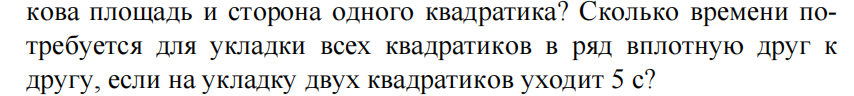 кова площадь и сторона одного квадратика? Сколько времени по-
требуется для укладки всех квадратиков в ряд вплотную друг к
другу, если на укладку двух квадратиков уходит 5 с?